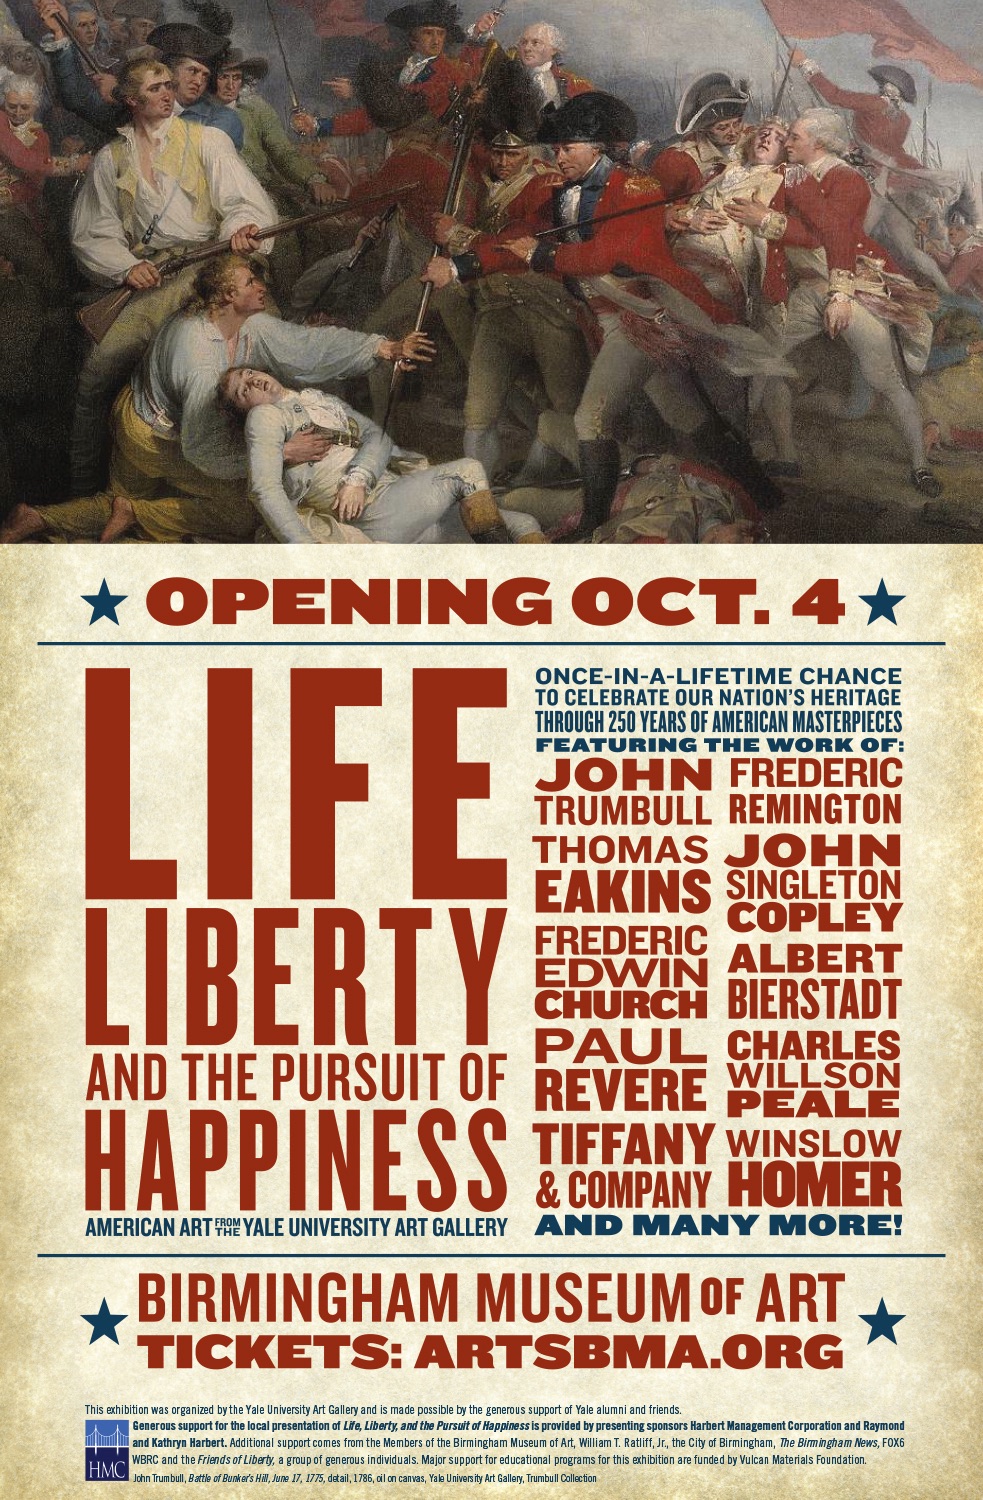 OPENING OCT. 4
LIFE
LIBERTY
AND THE PURSUIT OF
HAPPINESS
AMERICAN ART FROM THE YALE UNIVERSITY ART GALLERY
ONCE-IN-A-LIFETIME CHANCE
TO CELEBRATE OUR NATION'S HERITAGE
THROUGH 250 YEARS OF AMERICAN MASTERPIECES
FEATURING THE WORK OF:
JOHN
TRUMBULL
THOMAS
EAKINS
FREDERIC
EDWIN
CHURCH
PAUL
REVERE
TIFFANY
& COMPANY
FREDERIC
REMINGTON
JOHN
SINGLETON
COPLEY
ALBERT
BIERSTADT
CHARLES
WILLSON
PEALE
WINSLOW
HOMER
AND MANY MORE!
BIRMINGHAM MUSEUM OF ART
TICKETS: ARTSBMA.ORG
This exhibition was organized by the Yale University Art Gallery and is made possible by the generous support of Yale alumni and friends.
HMC
Generous support for the local presentation of Life, Liberty, and the Pursuit of Happiness is provided by presenting sponsors Harbert Management Corporation and Raymond
and Kathryn Harbert. Additional support comes from the Members of the Birmingham Museum of Art, William T. Ratliff, Jr., the City of Birmingham, The Birmingham News, FOX6
WBRC and the Friends of Liberty, a group of generous individuals. Major support for educational programs for this exhibition are funded by Vulcan Materials Foundation.
John Trumbull, Battle of Bunker's Hill, June 17, 1775, detail, 1786, oil on canvas, Yale University Art Gallery, Trumbull Collection